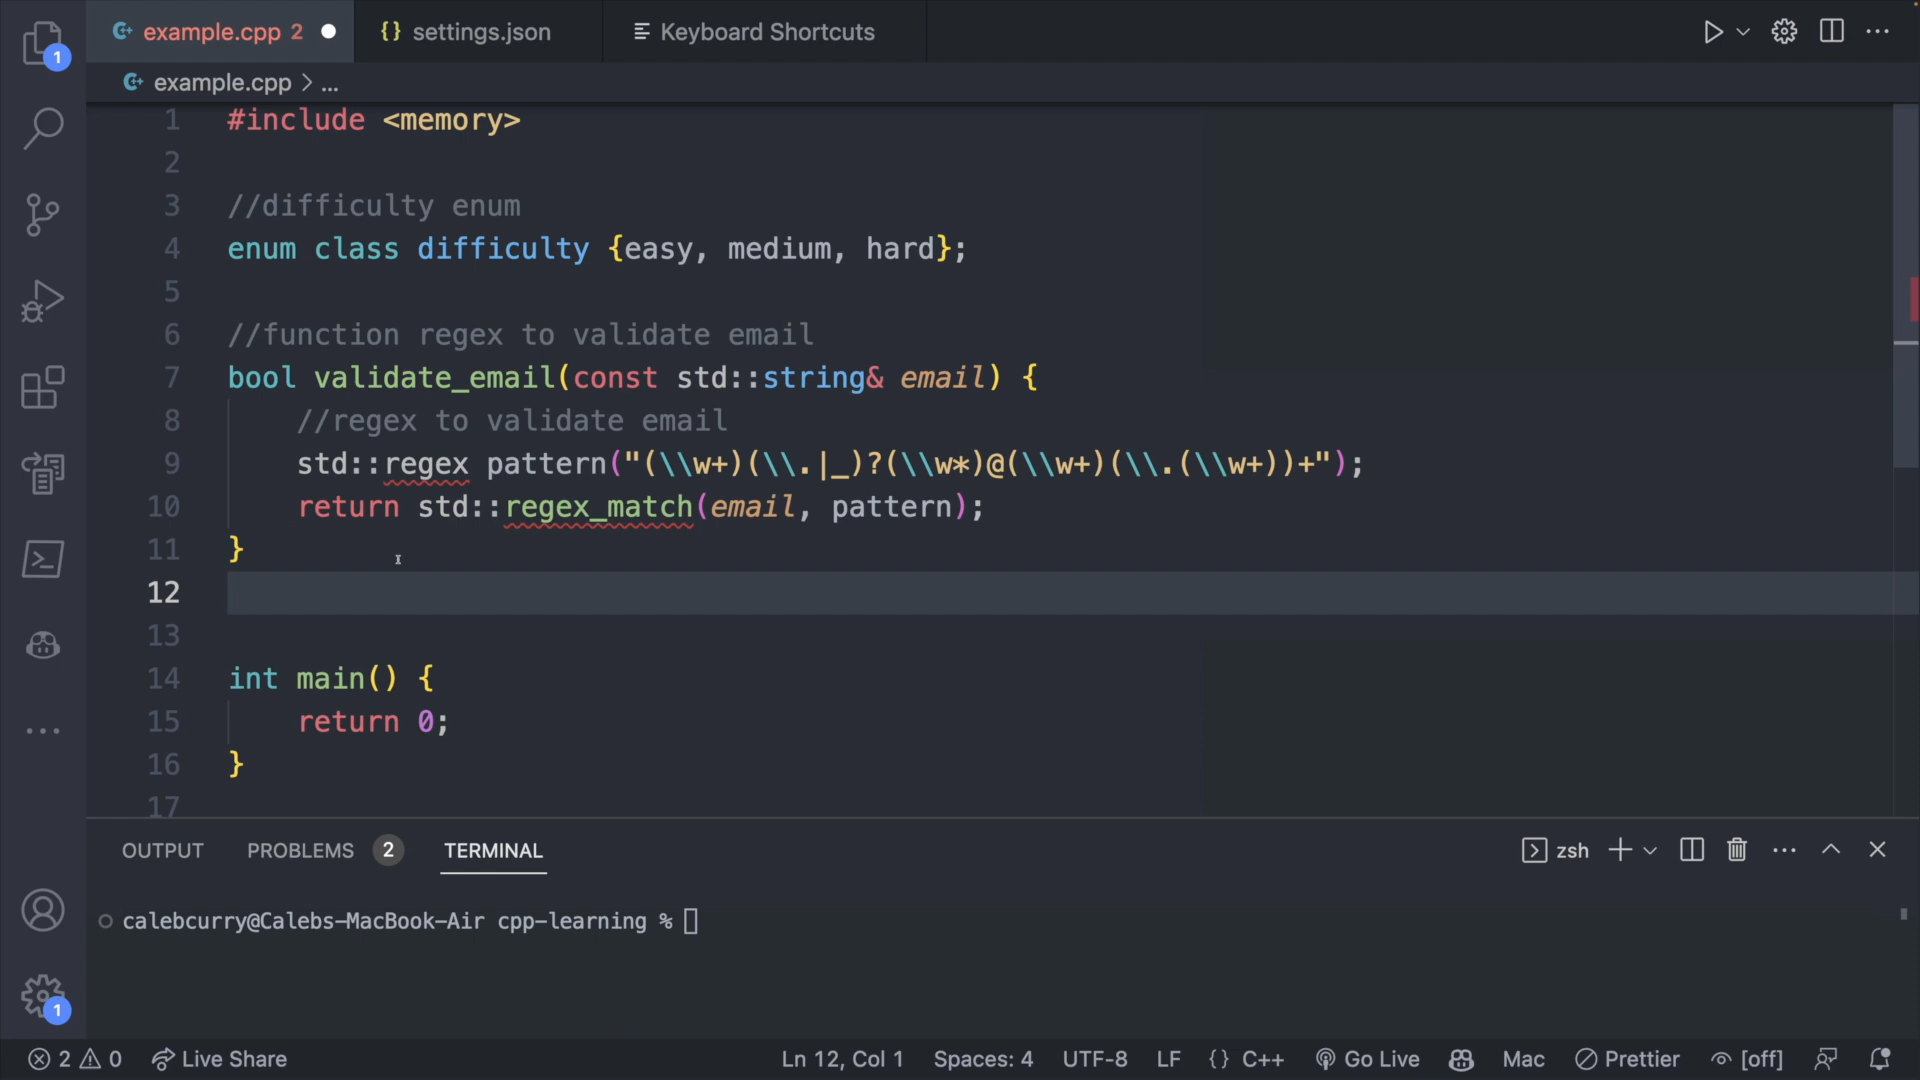 example.cpp 2
{} settings.json
Keyboard Shortcuts
1
example.cpp > ...
1 #include <memory>
2
3 //difficulty enum
4 enum class difficulty {easy, medium, hard};
5
6 //function regex to validate email
7 bool validate_email(const std::string& email) {
8 //regex to validate email
9 std::regex pattern("(\\w+)(\\.|_)?(\\w*)@(\\w+)(\\.(\\w+))+");
10 return std::regex_match(email, pattern);
11 }
12
13
14 int main() {
15 return 0;
16 }
17
OUTPUT PROBLEMS 2 TERMINAL
zsh
calebcurry@Calebs-MacBook-Air cpp-learning %
1
2 0 Live Share
Ln 12, Col 1 Spaces: 4 UTF-8 LF {} C++ Go Live Mac Prettier [off]